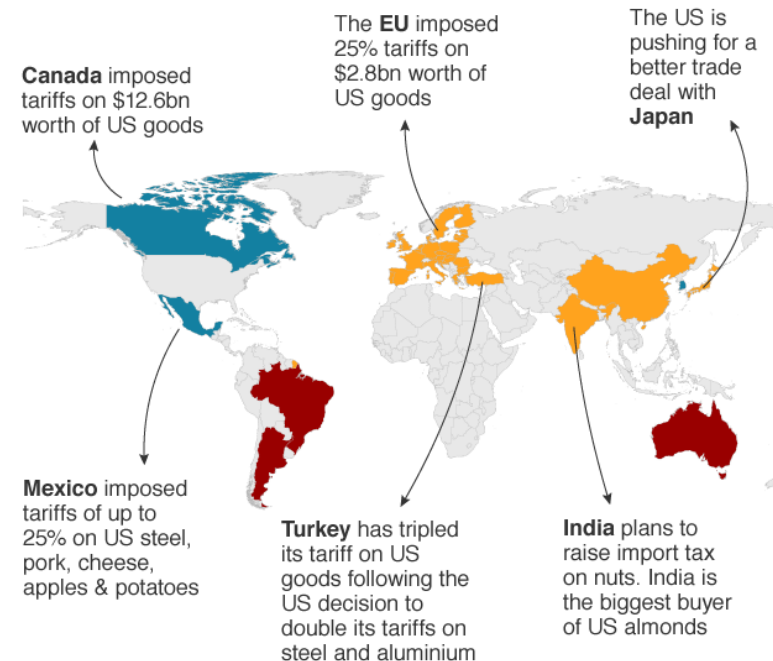 Canada imposed
tariffs on $12.6bn
worth of US goods
The EU imposed
25% tariffs on
$2.8bn worth of
US goods
The US is
pushing for a
better trade
deal with
Japan
Mexico imposed
tariffs of up to
25% on US steel,
pork, cheese,
apples & potatoes
Turkey has tripled
its tariff on US
goods following the
US decision to
double its tariffs on
steel and aluminium
India plans to
raise import tax
on nuts. India is
the biggest buyer
of US almonds